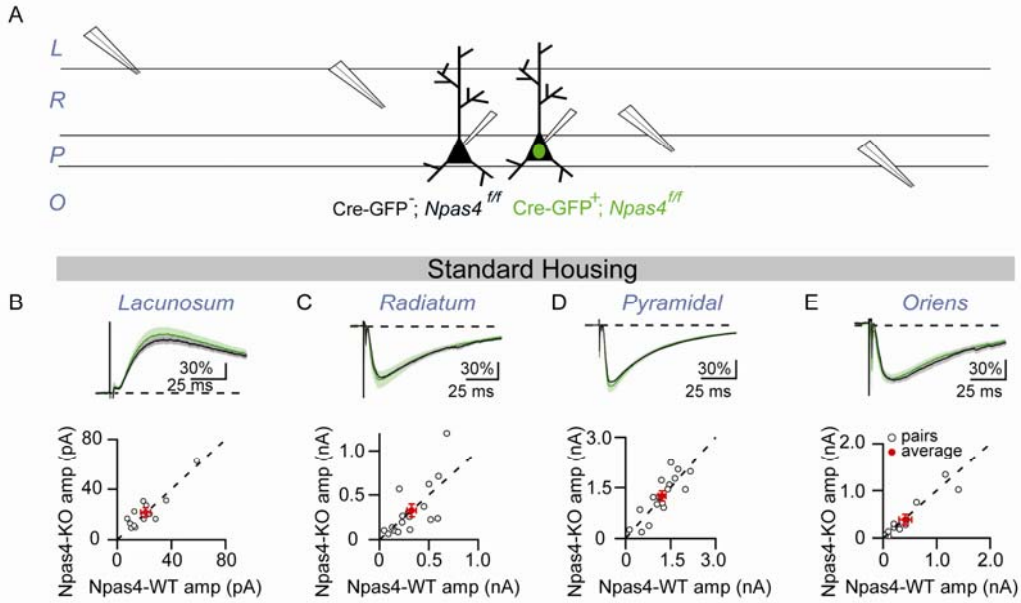 A
L
R
P
O
Cre-GFP-; Npas4 f/f Cre-GFP+; Npas4 f/f
Standard Housing
B Lacunosum C Radiatum D Pyramidal E Oriens
30% 30% 30% 30%
25 ms 25 ms 25 ms 25 ms
Npas4-KO amp (pA) 80 40 0
0 40 80
Npas4-WT amp (pA)
Npas4-KO amp (nA) 1.0 0.5 0
0 0.5 1.0
Npas4-WT amp (nA)
Npas4-KO amp (nA) 3.0 1.5 0
0 1.5 3.0
Npas4-WT amp (nA)
Npas4-KO amp (nA) 2.0 1.0 0
pairs
average
0 1.0 2.0
Npas4-WT amp (nA)